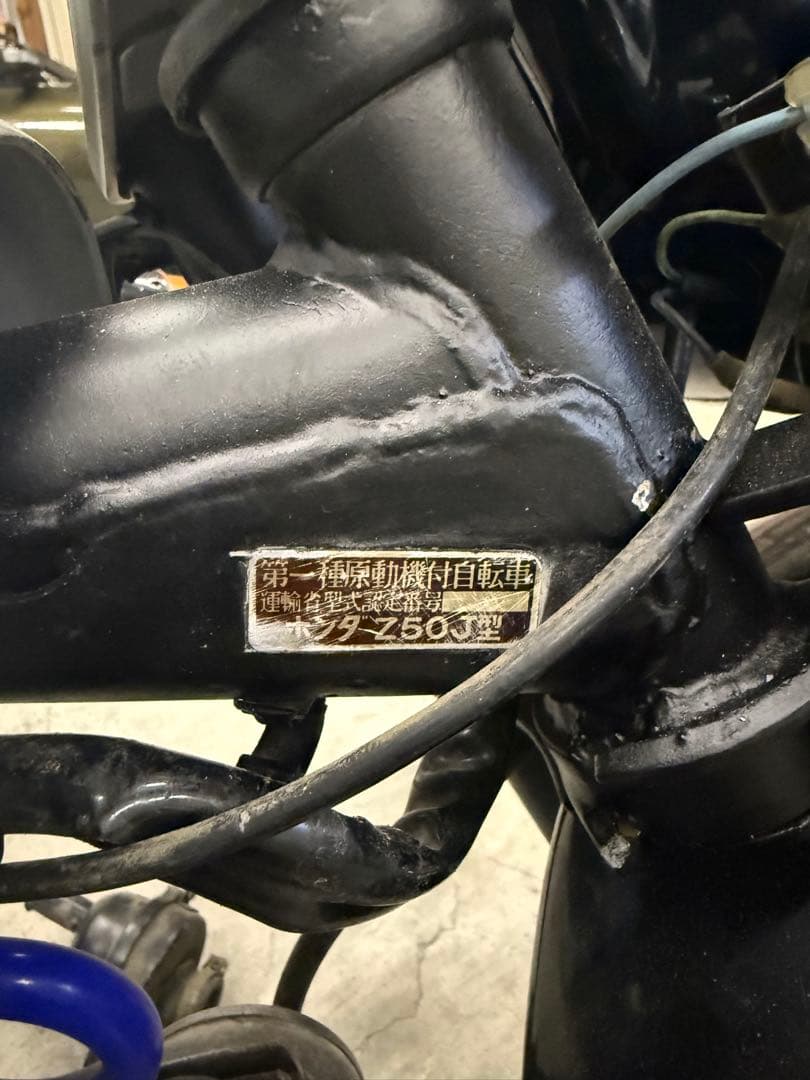 第一種原動機付自転車
運輸省型式認定番号
ホンダ Z50J型